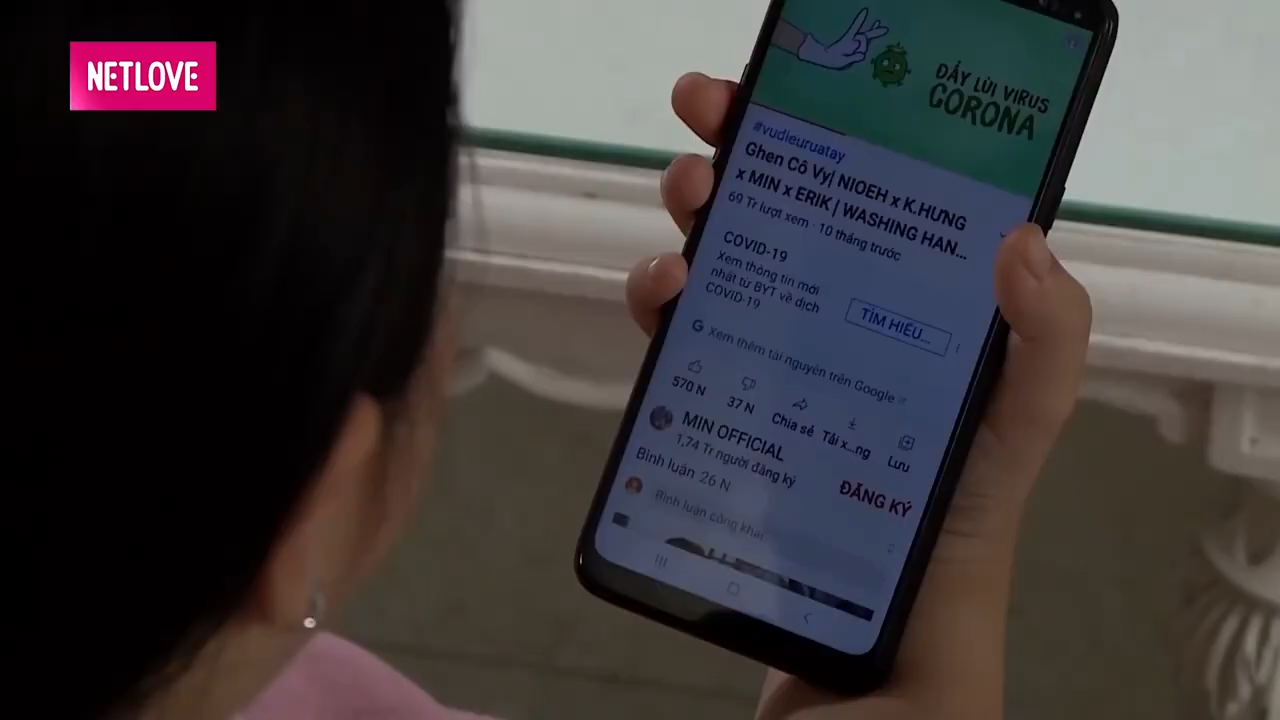 NETLOVE
ĐẨY LÙI VIRUS
CORONA
#vudieuruatay
Ghen Cô Vy| NIOEH x K.HƯNG
x MIN x ERIK | WASHING HAN...
69 Tr lượt xem · 10 tháng trước
COVID-19
Xem thông tin mới
nhất từ BYT về dịch
COVID-19
TÌM HIỂU...
G Xem thêm tài nguyên trên Google
570 N
37 N
Chia sẻ
Tải x...ng
Lưu
MIN OFFICIAL
1,74 Tr người đăng ký
ĐĂNG KÝ
Bình luận 26 N
Bình luận công khai